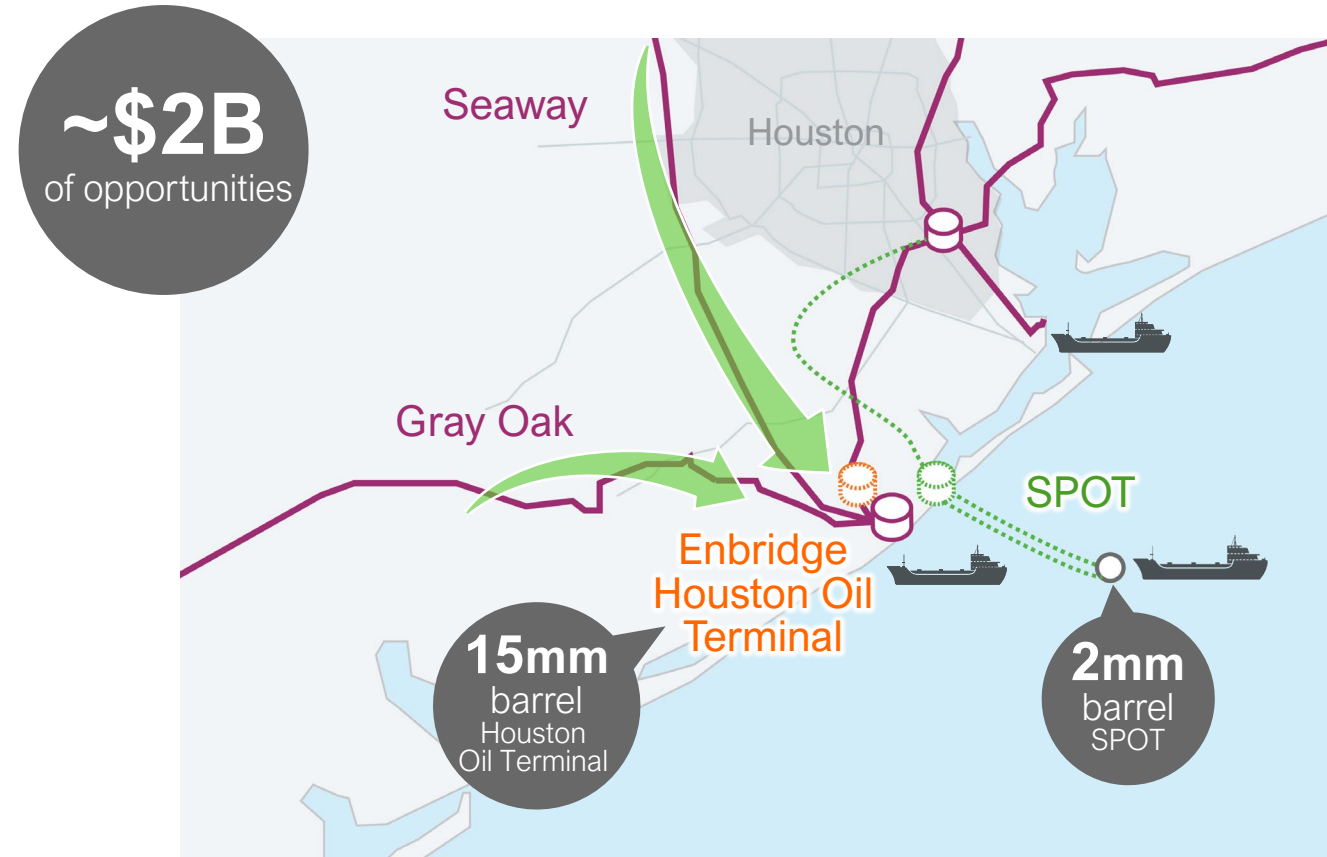 ~$2B
of opportunities
Seaway
Houston
Gray Oak
SPOT
Enbridge
Houston Oil
Terminal
15mm
barrel
Houston
Oil Terminal
2mm
barrel
SPOT